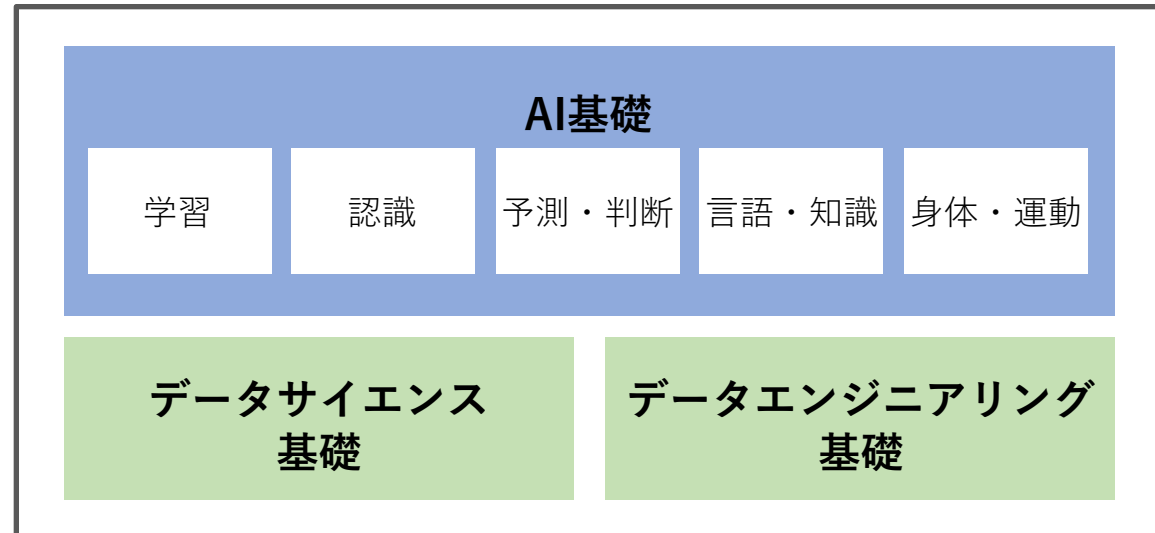 AI基礎
学習
認識
予測・判断
言語・知識
身体・運動
データサイエンス
基礎
データエンジニアリング
基礎